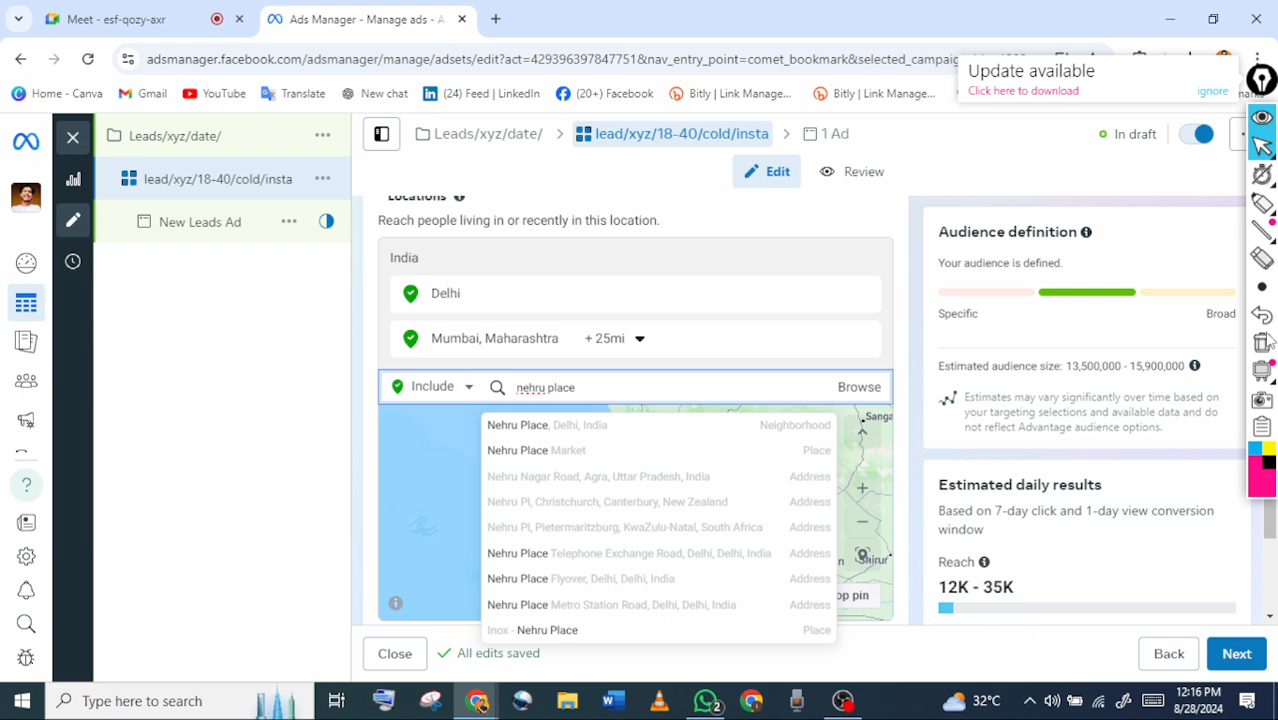 Meet - esf-qozy-axr
Ads Manager - Manage ads - A
adsmanager.facebook.com/adsmanager/manage/adsets/edit?act=429396397847751&nav_entry_point=comet_bookmark&selected_campaig
Update available
Click here to download
ignore
Home - Canva
Gmail
YouTube
Translate
New chat
(24) Feed | LinkedIn
(20+) Facebook
Bitly | Link Manage...
Bitly | Link Manage...
Leads/xyz/date/
lead/xyz/18-40/cold/insta
New Leads Ad
Leads/xyz/date/
lead/xyz/18-40/cold/insta
1 Ad
In draft
Edit
Review
Locations
Reach people living in or recently in this location.
India
Delhi
Mumbai, Maharashtra + 25mi
Include
nehru place
Browse
Nehru Place, Delhi, India Neighborhood
Nehru Place Market Place
Nehru Nagar Road, Agra, Uttar Pradesh, India Address
Nehru Pl, Christchurch, Canterbury, New Zealand Address
Nehru Pl, Pietermaritzburg, KwaZulu-Natal, South Africa Address
Nehru Place Telephone Exchange Road, Delhi, Delhi, India Address
Nehru Place Flyover, Delhi, Delhi, India Address
Nehru Place Metro Station Road, Delhi, Delhi, India Address
Inox - Nehru Place Place
Sanga
Shirur
op pin
Audience definition
Your audience is defined.
Specific
Broad
Estimated audience size: 13,500,000 - 15,900,000
Estimates may vary significantly over time based on
your targeting selections and available data and do
not reflect Advantage audience options.
Estimated daily results
Based on 7-day click and 1-day view conversion
window
Reach
12K - 35K
Close
All edits saved
Back
Next
Type here to search
2
32°C
12:16 PM
8/28/2024